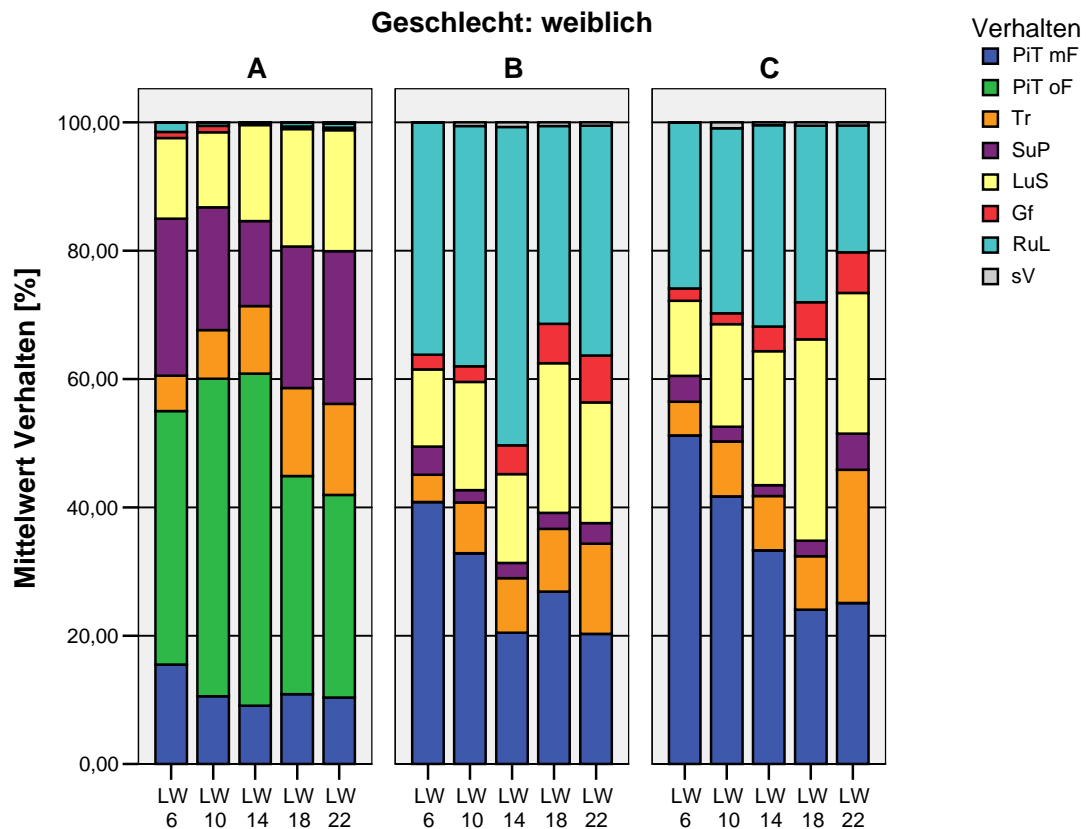 Geschlecht: weiblich
A B C
Mittelwert Verhalten [%]
100,00
80,00
60,00
40,00
20,00
0,00
LW LW LW LW LW LW LW LW LW LW LW LW LW LW LW
6 10 14 18 22 6 10 14 18 22 6 10 14 18 22
Verhalten
PiT mF
PiT oF
Tr
SuP
LuS
Gf
RuL
sV